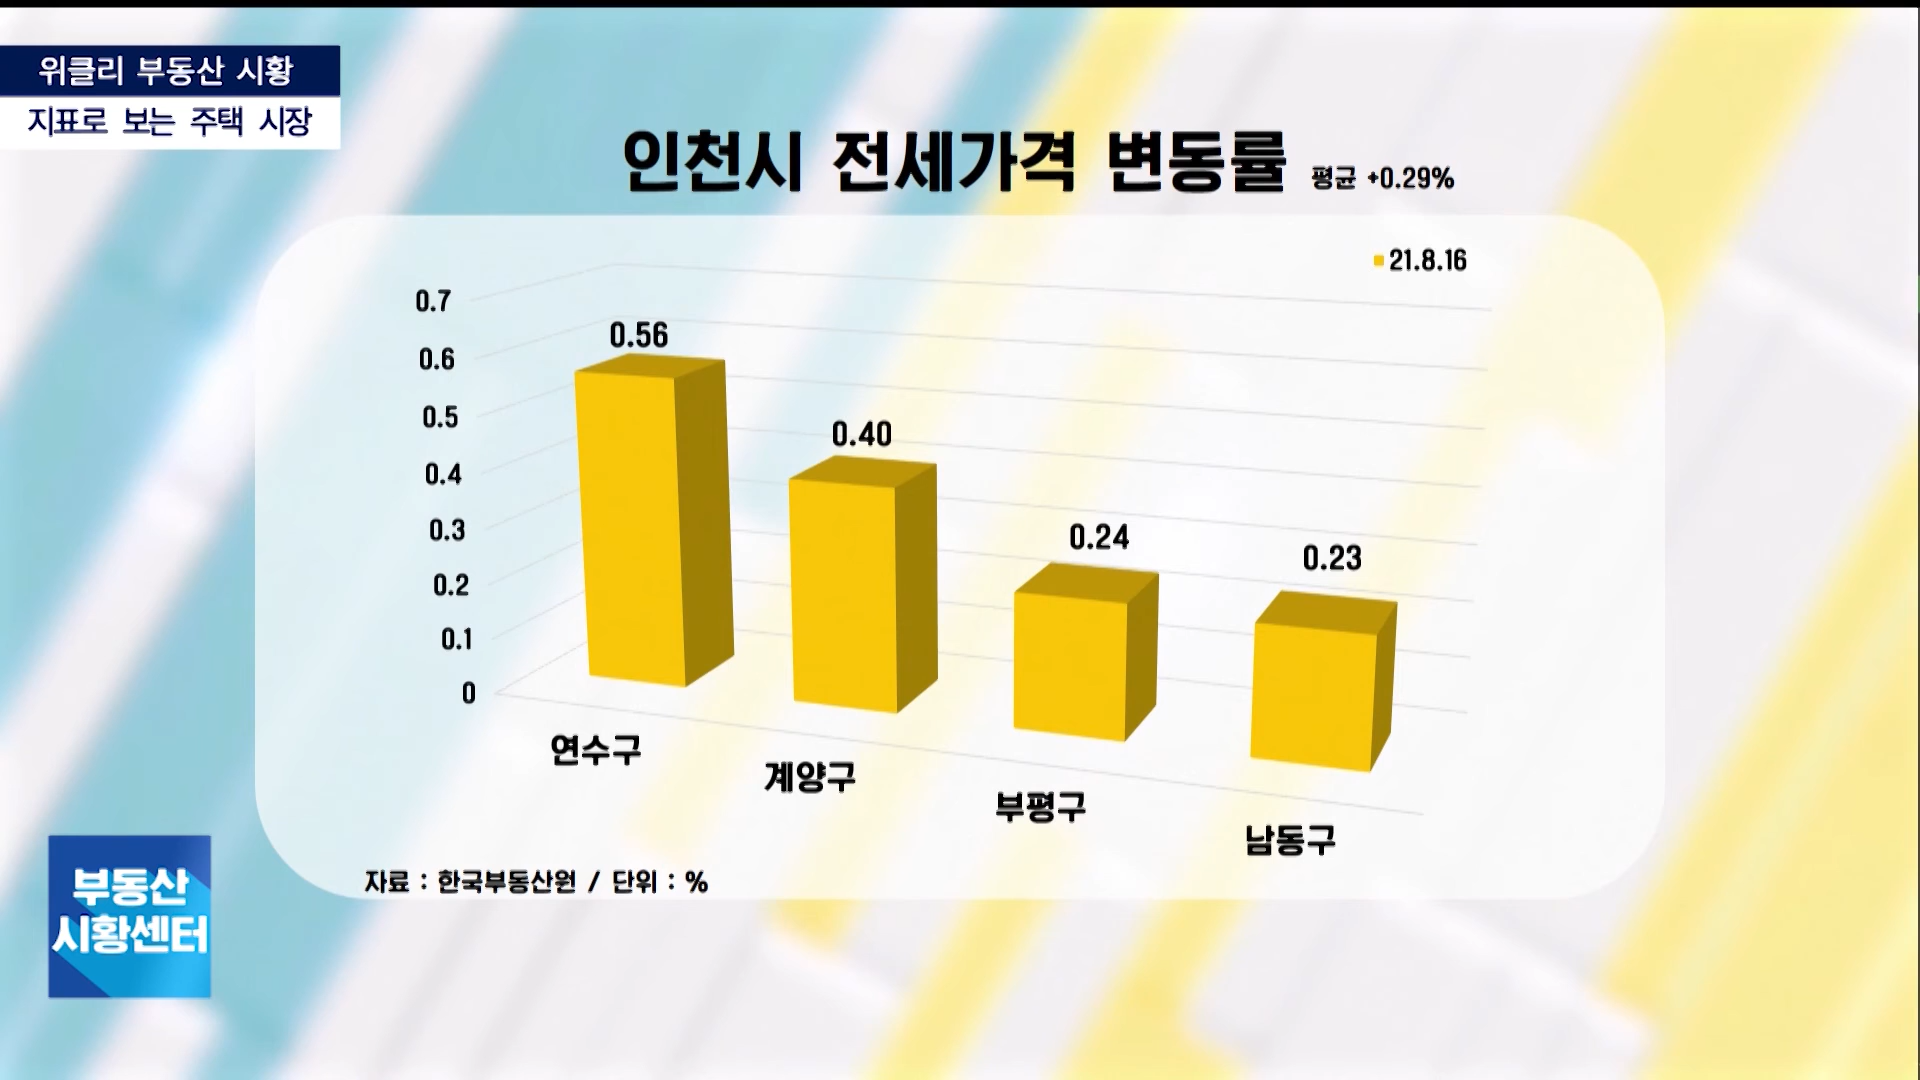 위클리 부동산 시황
지표로 보는 주택 시장
인천시 전세가격 변동률 평균 +0.29%
21.8.16
0.7
0.6
0.5
0.4
0.3
0.2
0.1
0
0.56
0.40
0.24
0.23
연수구
계양구
부평구
남동구
자료 : 한국부동산원 / 단위 : %
부동산
시황센터